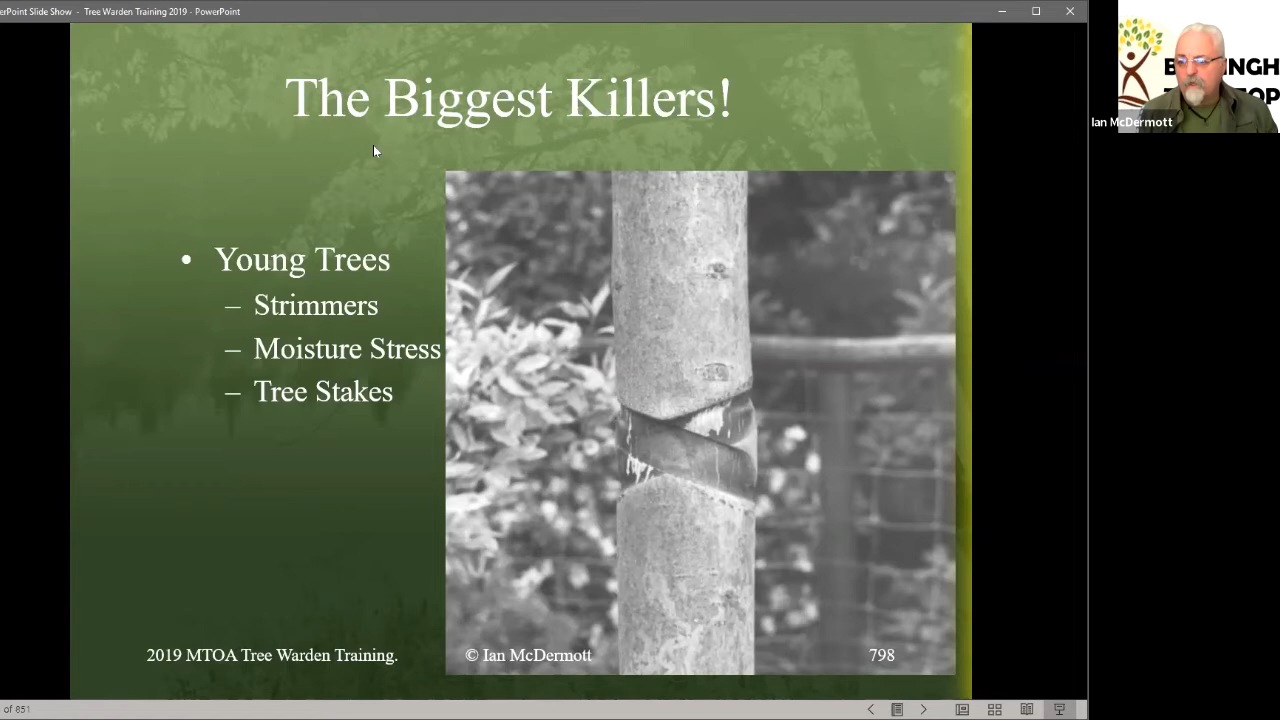 erPoint Slide Show - Tree Warden Training 2019 - PowerPoint
The Biggest Killers!
• Young Trees
– Strimmers
– Moisture Stress
– Tree Stakes
2019 MTOA Tree Warden Training.
© Ian McDermott
798
of 851
Ian McDermott